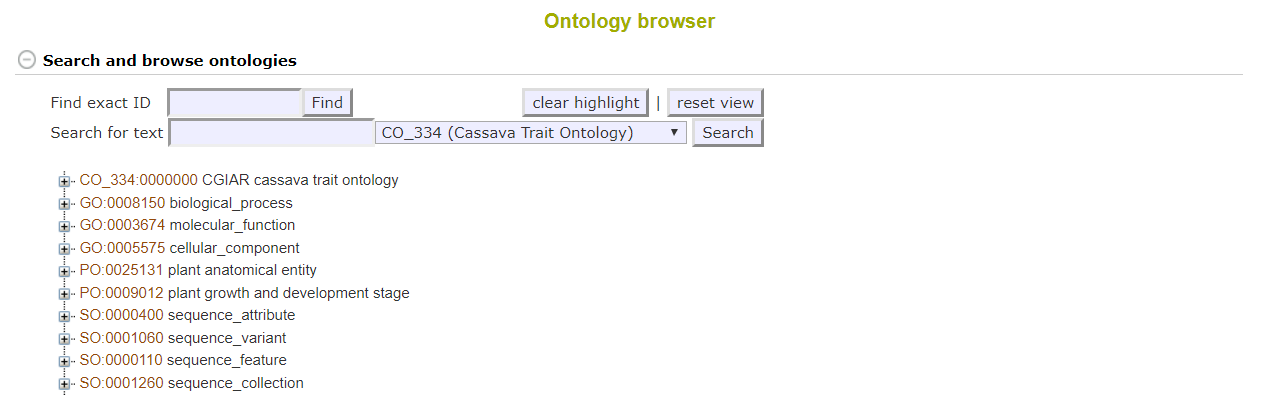 Ontology browser
Search and browse ontologies
Find exact ID Find clear highlight | reset view
Search for text CO_334 (Cassava Trait Ontology) Search
CO_334:0000000 CGIAR cassava trait ontology
GO:0008150 biological_process
GO:0003674 molecular_function
GO:0005575 cellular_component
PO:0025131 plant anatomical entity
PO:0009012 plant growth and development stage
SO:0000400 sequence_attribute
SO:0001060 sequence_variant
SO:0000110 sequence_feature
SO:0001260 sequence_collection